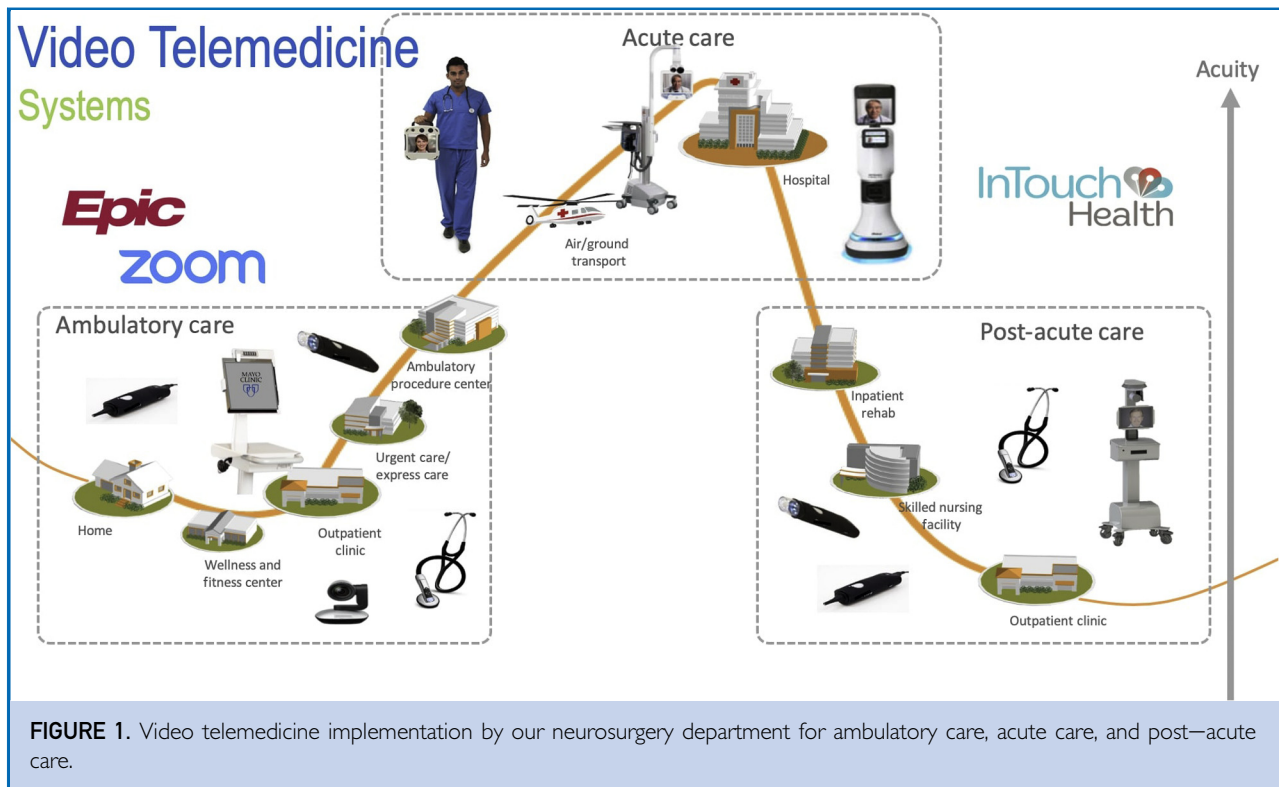 Video Telemedicine
Systems
Acute care
Acuity
Epic
zoom
InTouch
Health
Hospital
Air/ground
transport
Ambulatory care
Post-acute care
MAYO
CLINIC
Ambulatory
procedure center
Inpatient
rehab
Urgent care/
express care
Home
Skilled nursing
facility
Outpatient
clinic
Wellness and
fitness center
Outpatient clinic
FIGURE 1. Video telemedicine implementation by our neurosurgery department for ambulatory care, acute care, and post–acute
care.